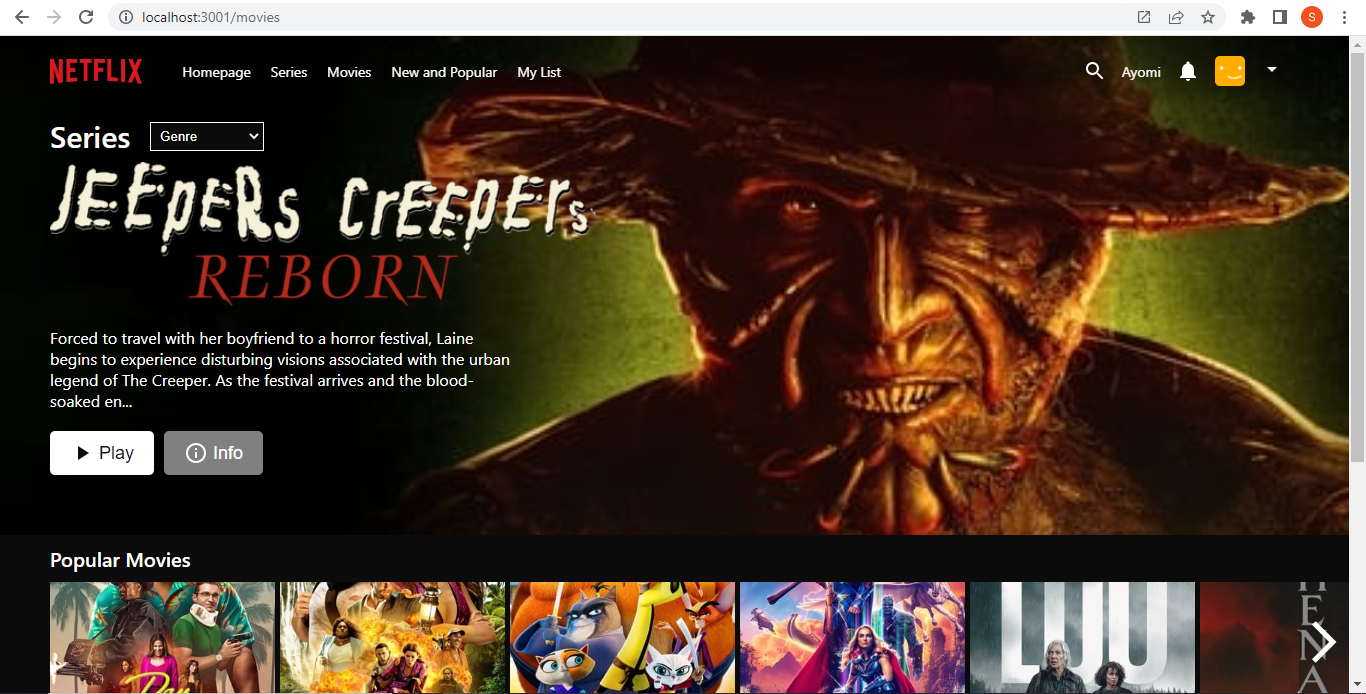 localhost:3001/movies
S
NETFLIX
Homepage Series Movies New and Popular My List
Ayomi
Series Genre
JEEPERS CREEPERS
REBORN
Forced to travel with her boyfriend to a horror festival, Laine
begins to experience disturbing visions associated with the urban
legend of The Creeper. As the festival arrives and the blood-
soaked en...
Play Info
Popular Movies
LOU